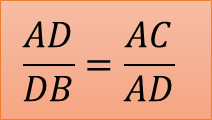 AD/DB = AC/AD